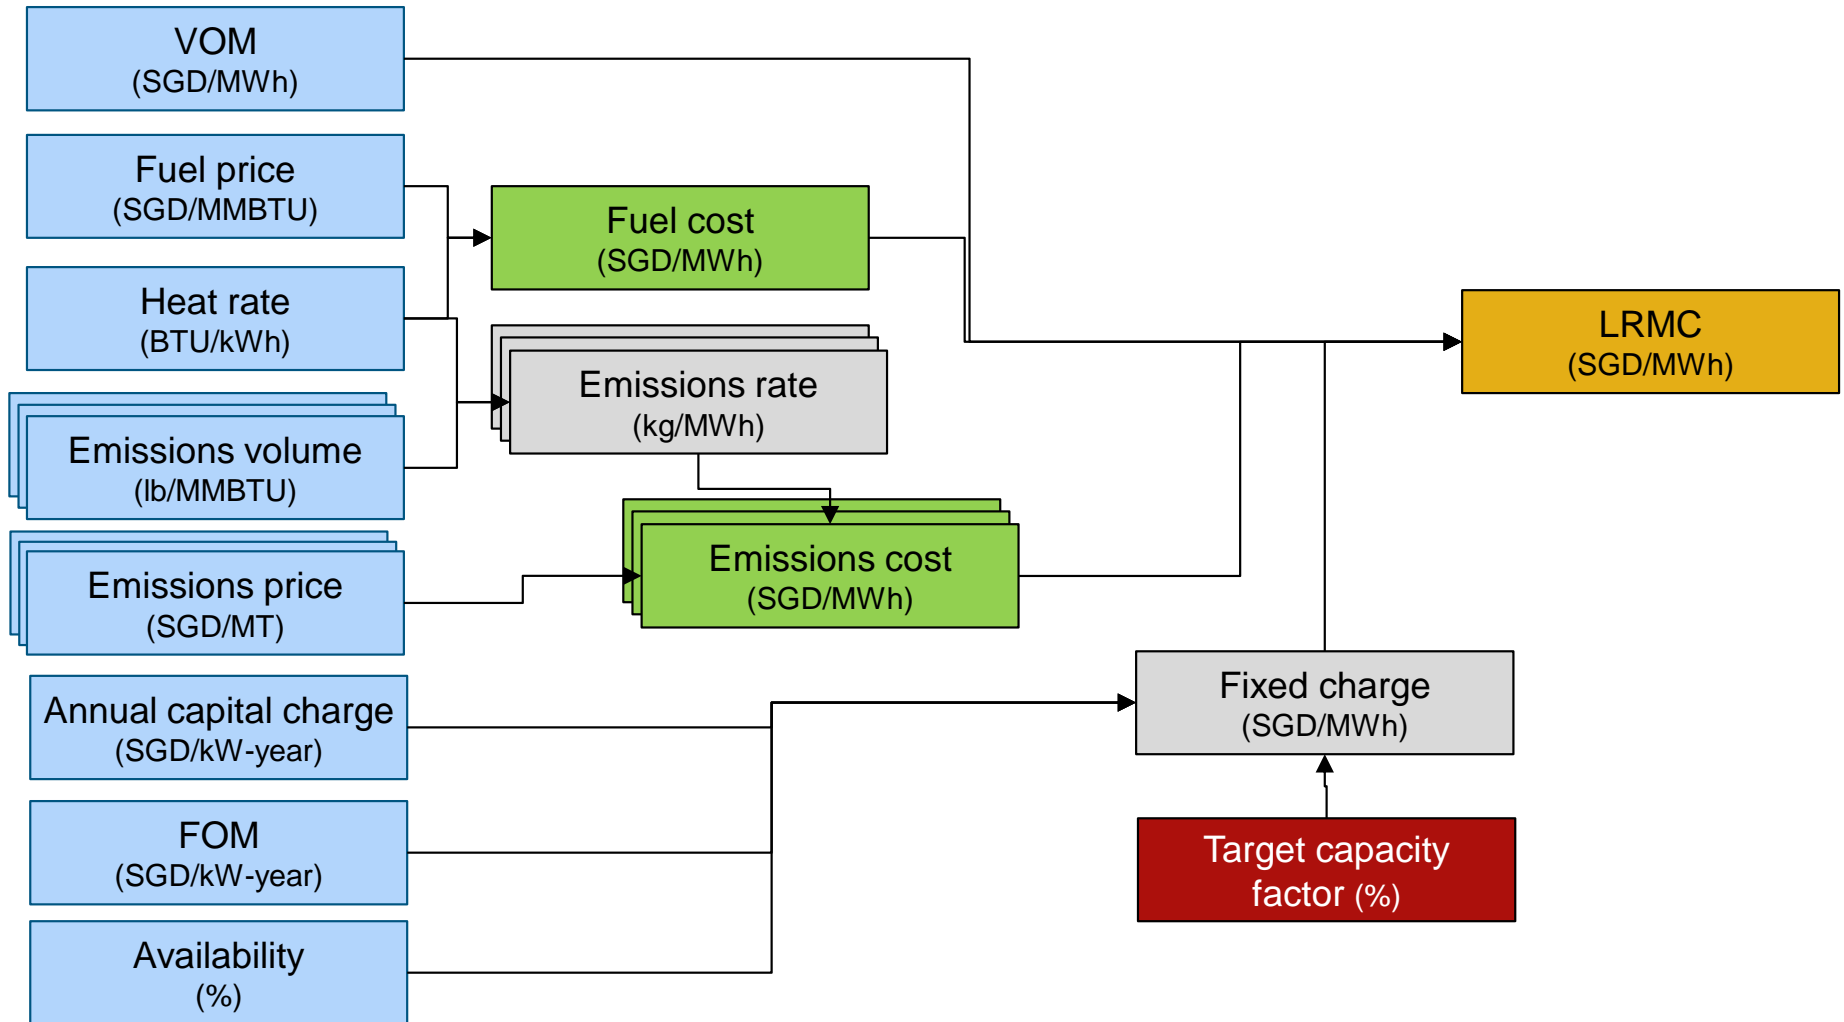 VOM
(SGD/MWh)
Fuel price
(SGD/MMBTU)
Heat rate
(BTU/kWh)
Emissions volume
(lb/MMBTU)
Emissions price
(SGD/MT)
Annual capital charge
(SGD/kW-year)
FOM
(SGD/kW-year)
Availability
(%)
Fuel cost
(SGD/MWh)
Emissions rate
(kg/MWh)
Emissions cost
(SGD/MWh)
Fixed charge
(SGD/MWh)
Target capacity
factor (%)
LRMC
(SGD/MWh)